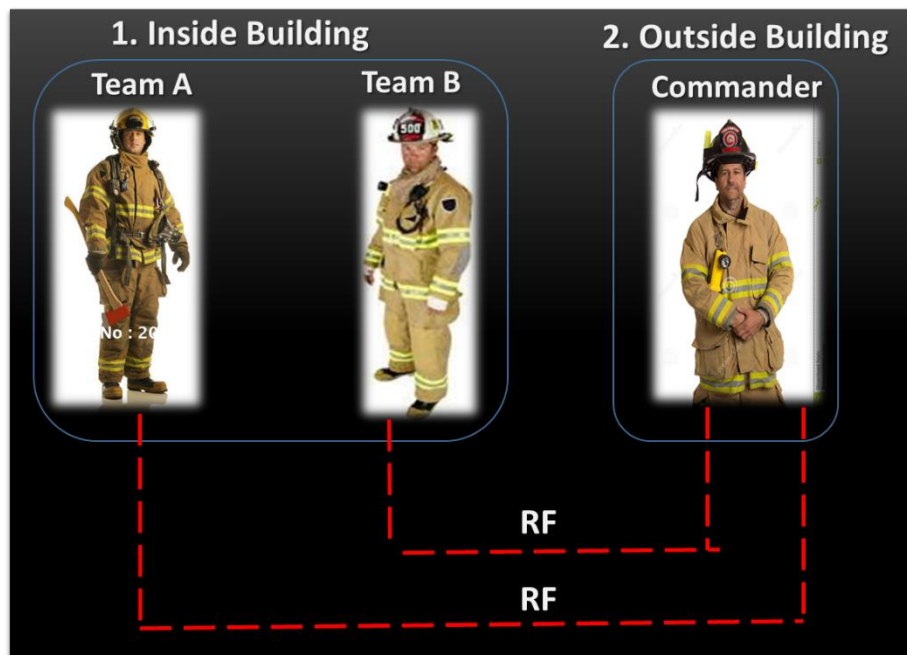 1. Inside Building
2. Outside Building
Team A
Team B
Commander
500
No : 20
RF
RF